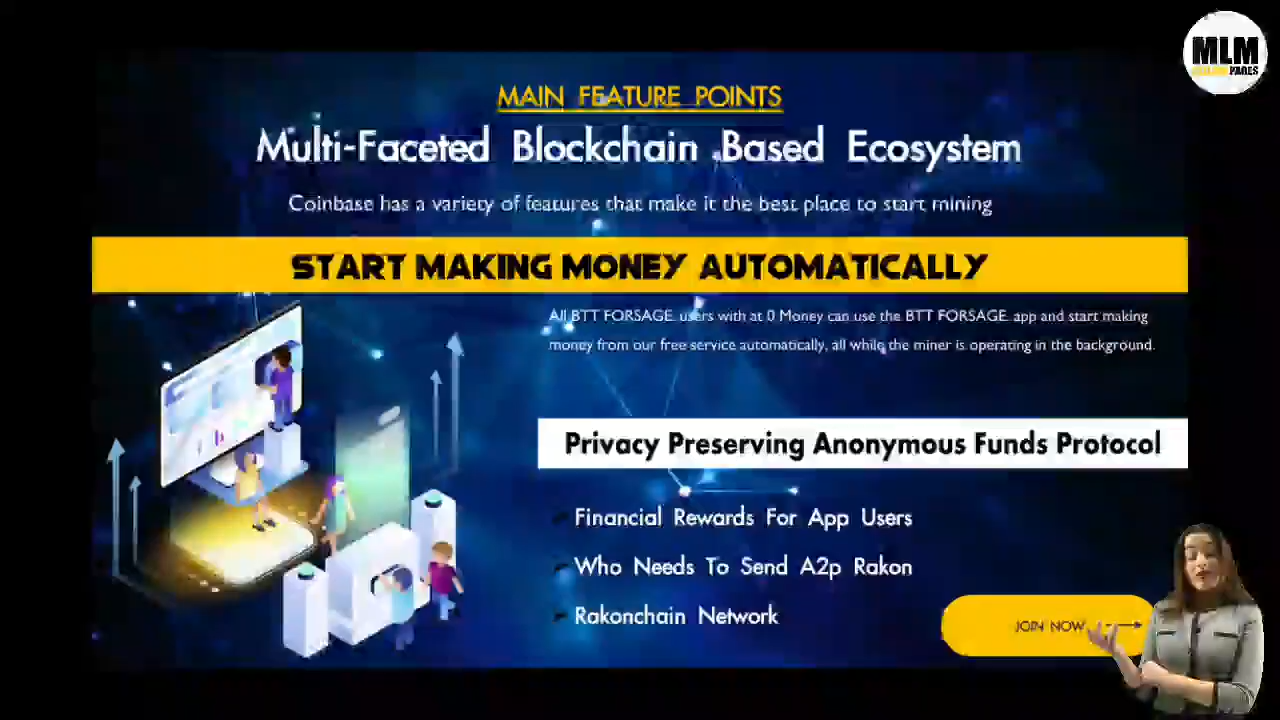 MLM
PAGES
MAIN FEATURE POINTS
Multi-Faceted Blockchain Based Ecosystem
Coinbase has a variety of features that make it the best place to start mining
START MAKING MONEY AUTOMATICALLY
All BTT FORSAGE users with at 0 Money can use the BTT FORSAGE app and start making
money from our free service automatically, all while the miner is operating in the background.
Privacy Preserving Anonymous Funds Protocol
Financial Rewards For App Users
Who Needs To Send A2p Rakon
Rakonchain Network
JOIN NOW